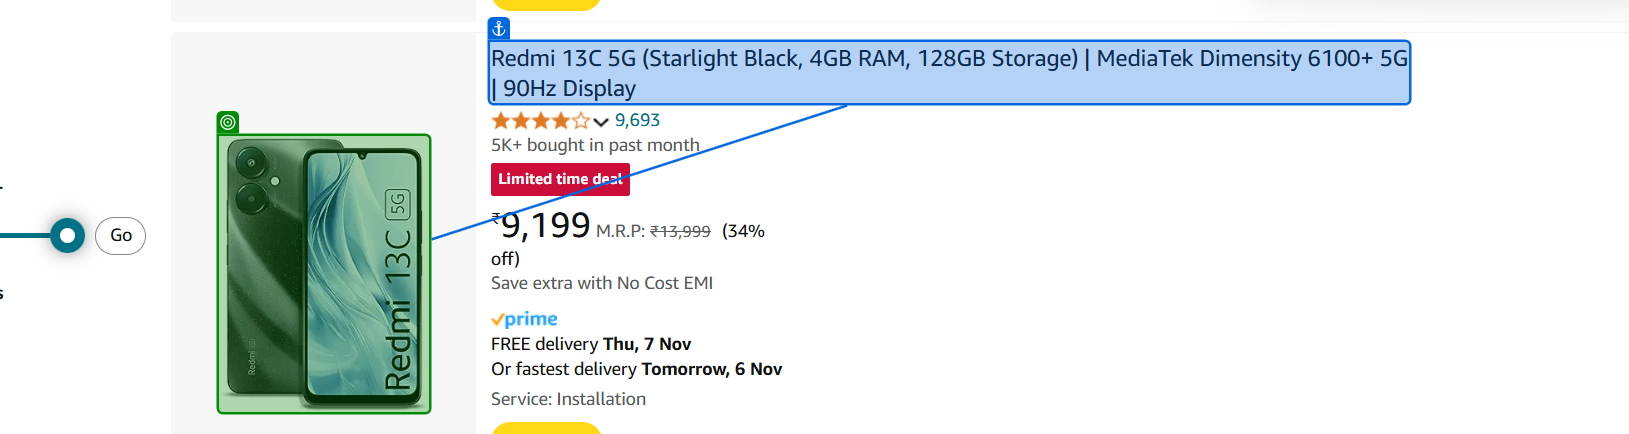 Redmi 13C 5G (Starlight Black, 4GB RAM, 128GB Storage) | MediaTek Dimensity 6100+ 5G
| 90Hz Display
9,693
5K+ bought in past month
Limited time deal
₹9,199 M.R.P: ₹13,999 (34%
off)
Save extra with No Cost EMI
prime
FREE delivery Thu, 7 Nov
Or fastest delivery Tomorrow, 6 Nov
Service: Installation
Go
s
5G
Redmi 13C
Redmi